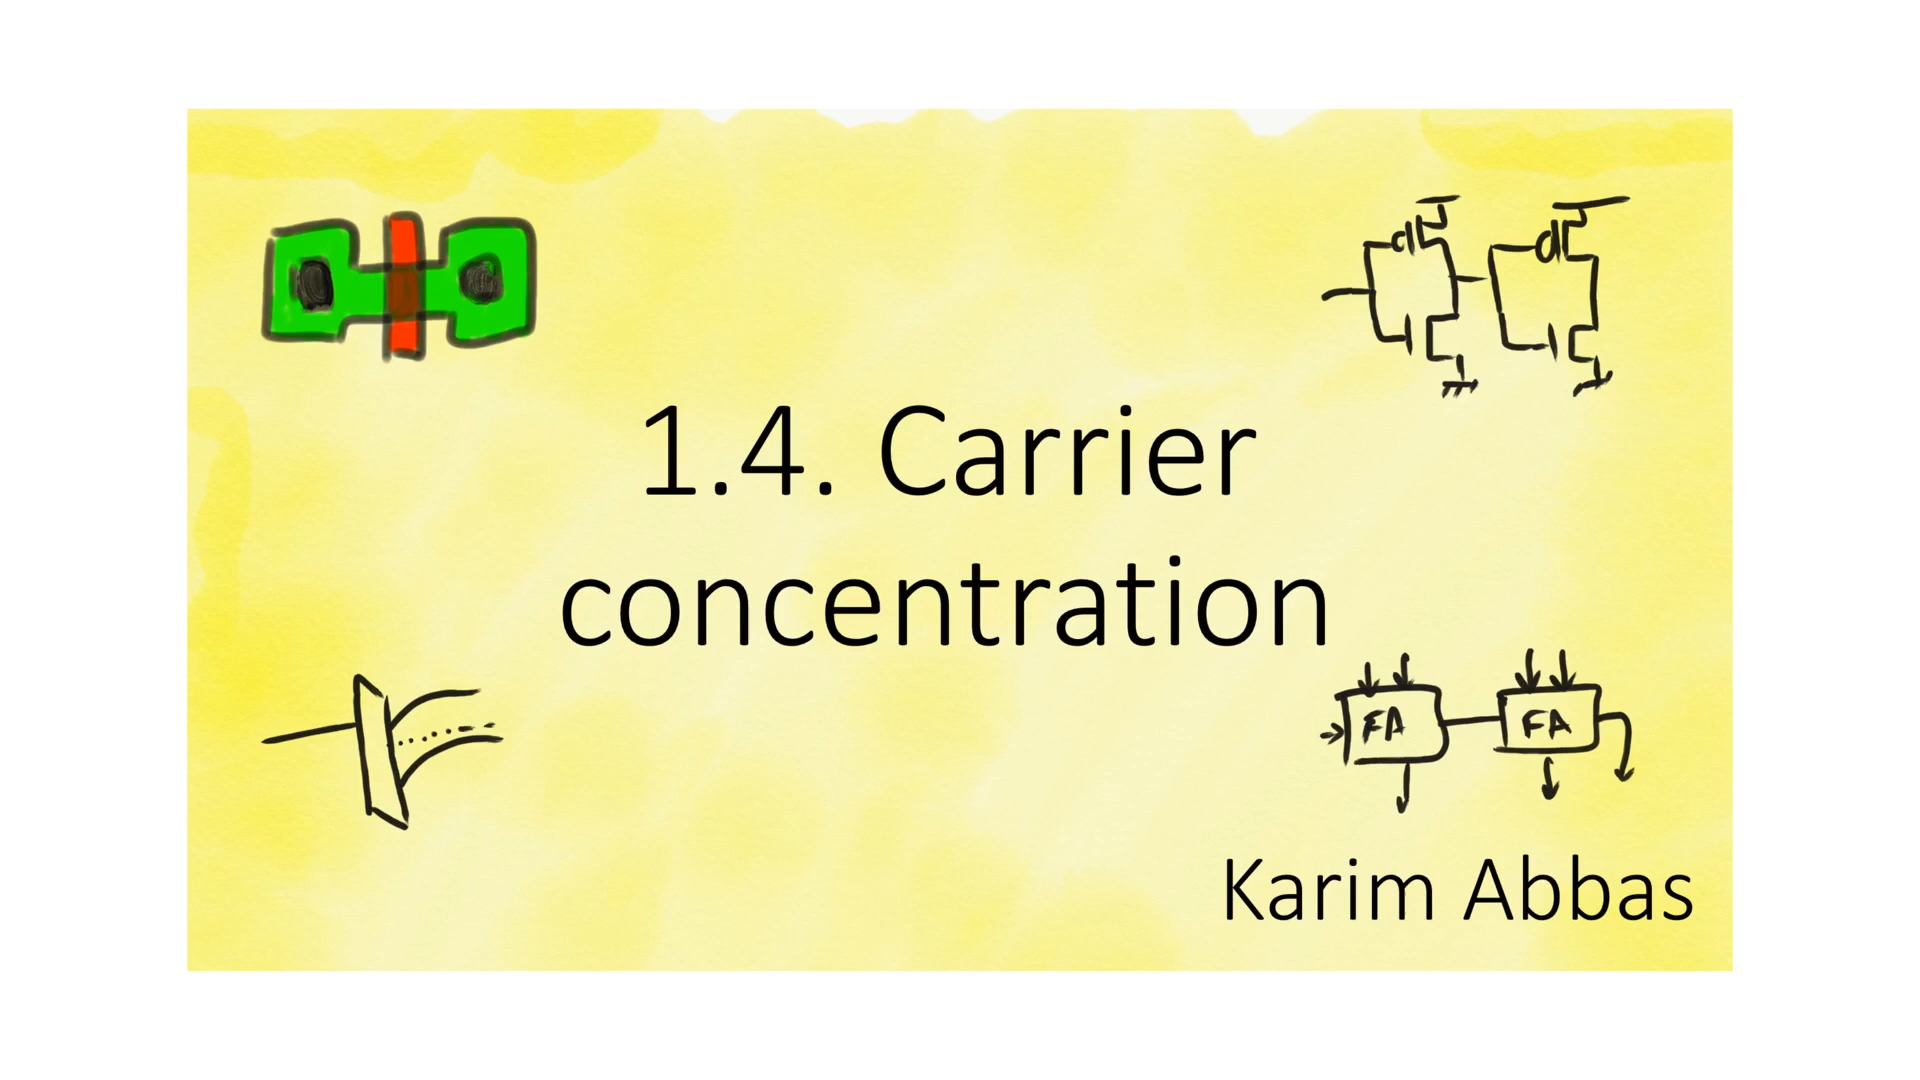 1.4. Carrier
concentration
FA FA
Karim Abbas